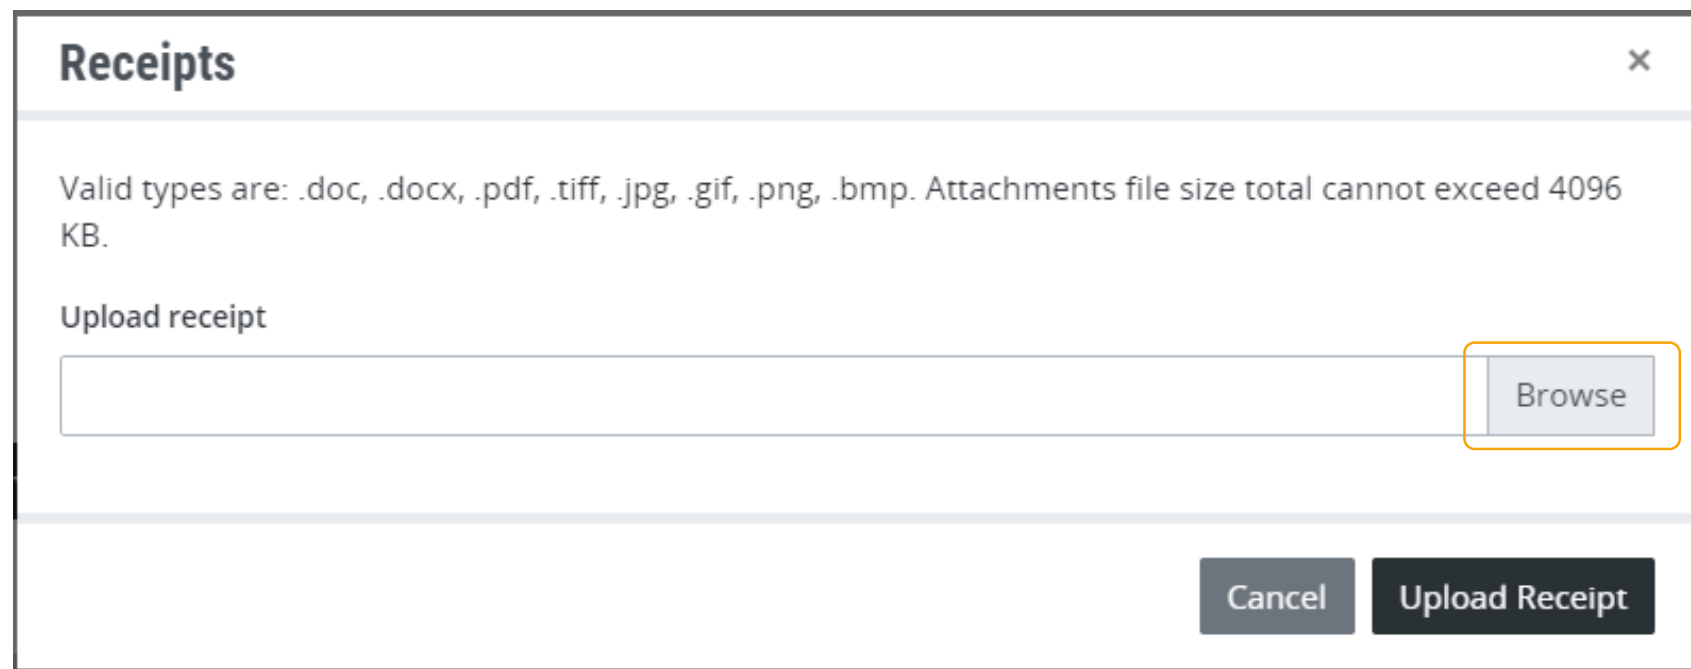 Receipts
×
Valid types are: .doc, .docx, .pdf, .tiff, .jpg, .gif, .png, .bmp. Attachments file size total cannot exceed 4096
KB.
Upload receipt
Browse
Cancel
Upload Receipt